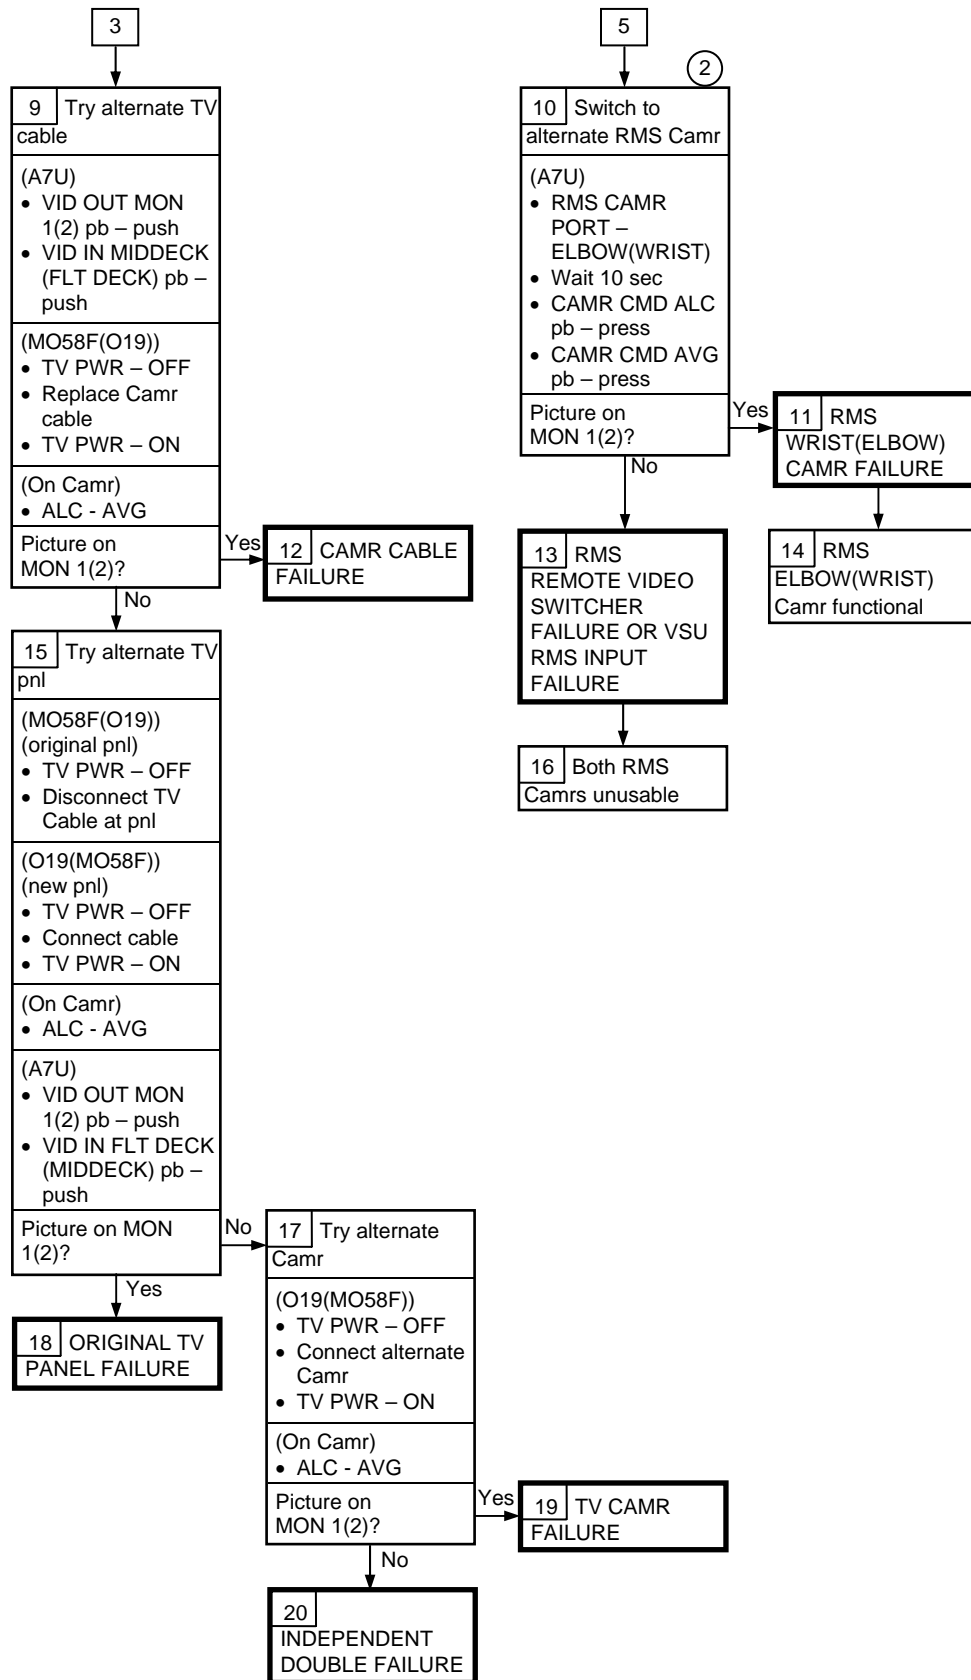 3
9 Try alternate TV
cable
(A7U)
• VID OUT MON
1(2) pb – push
• VID IN MIDDECK
(FLT DECK) pb –
push
(MO58F(O19))
• TV PWR – OFF
• Replace Camr
cable
• TV PWR – ON
(On Camr)
• ALC - AVG
Picture on
MON 1(2)?
Yes
No
12 CAMR CABLE
FAILURE
15 Try alternate TV
pnl
(MO58F(O19))
(original pnl)
• TV PWR – OFF
• Disconnect TV
Cable at pnl
(O19(MO58F))
(new pnl)
• TV PWR – OFF
• Connect cable
• TV PWR – ON
(On Camr)
• ALC - AVG
(A7U)
• VID OUT MON
1(2) pb – push
• VID IN FLT DECK
(MIDDECK) pb –
push
Picture on MON
1(2)?
No
Yes
18 ORIGINAL TV
PANEL FAILURE
17 Try alternate
Camr
(O19(MO58F))
• TV PWR – OFF
• Connect alternate
Camr
• TV PWR – ON
(On Camr)
• ALC - AVG
Picture on
MON 1(2)?
Yes
No
19 TV CAMR
FAILURE
20
INDEPENDENT
DOUBLE FAILURE
5
2
10 Switch to
alternate RMS Camr
(A7U)
• RMS CAMR
PORT –
ELBOW(WRIST)
• Wait 10 sec
• CAMR CMD ALC
pb – press
• CAMR CMD AVG
pb – press
Picture on
MON 1(2)?
Yes
No
11 RMS
WRIST(ELBOW)
CAMR FAILURE
14 RMS
ELBOW(WRIST)
Camr functional
13 RMS
REMOTE VIDEO
SWITCHER
FAILURE OR VSU
RMS INPUT
FAILURE
16 Both RMS
Camrs unusable